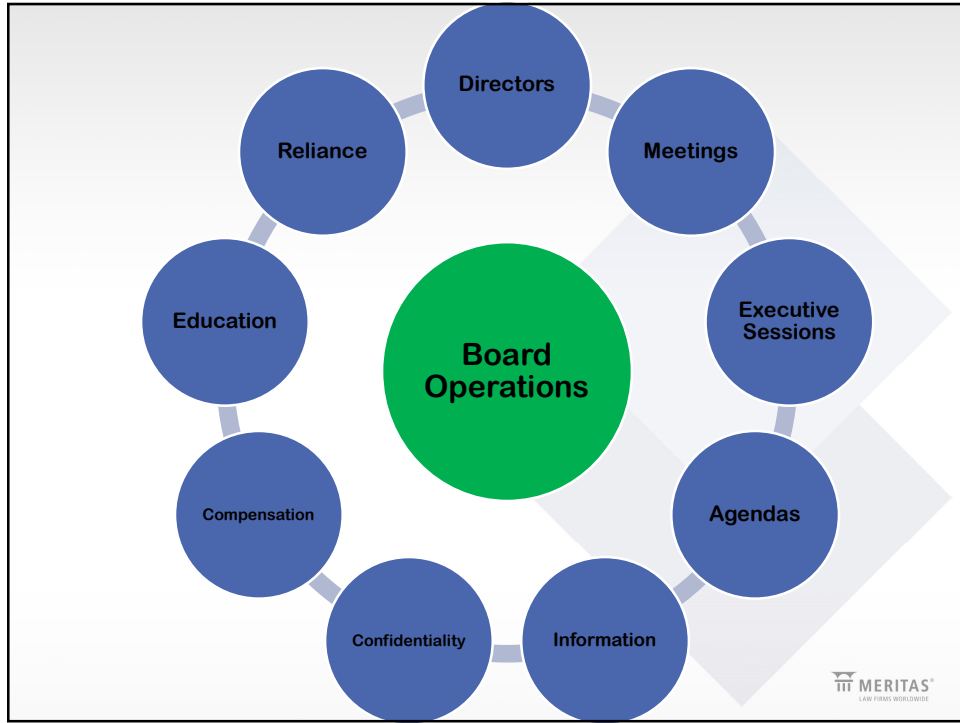 Directors
Meetings
Executive
Sessions
Agendas
Information
Confidentiality
Compensation
Education
Reliance
Board
Operations
MERITAS®
LAW FIRMS WORLDWIDE